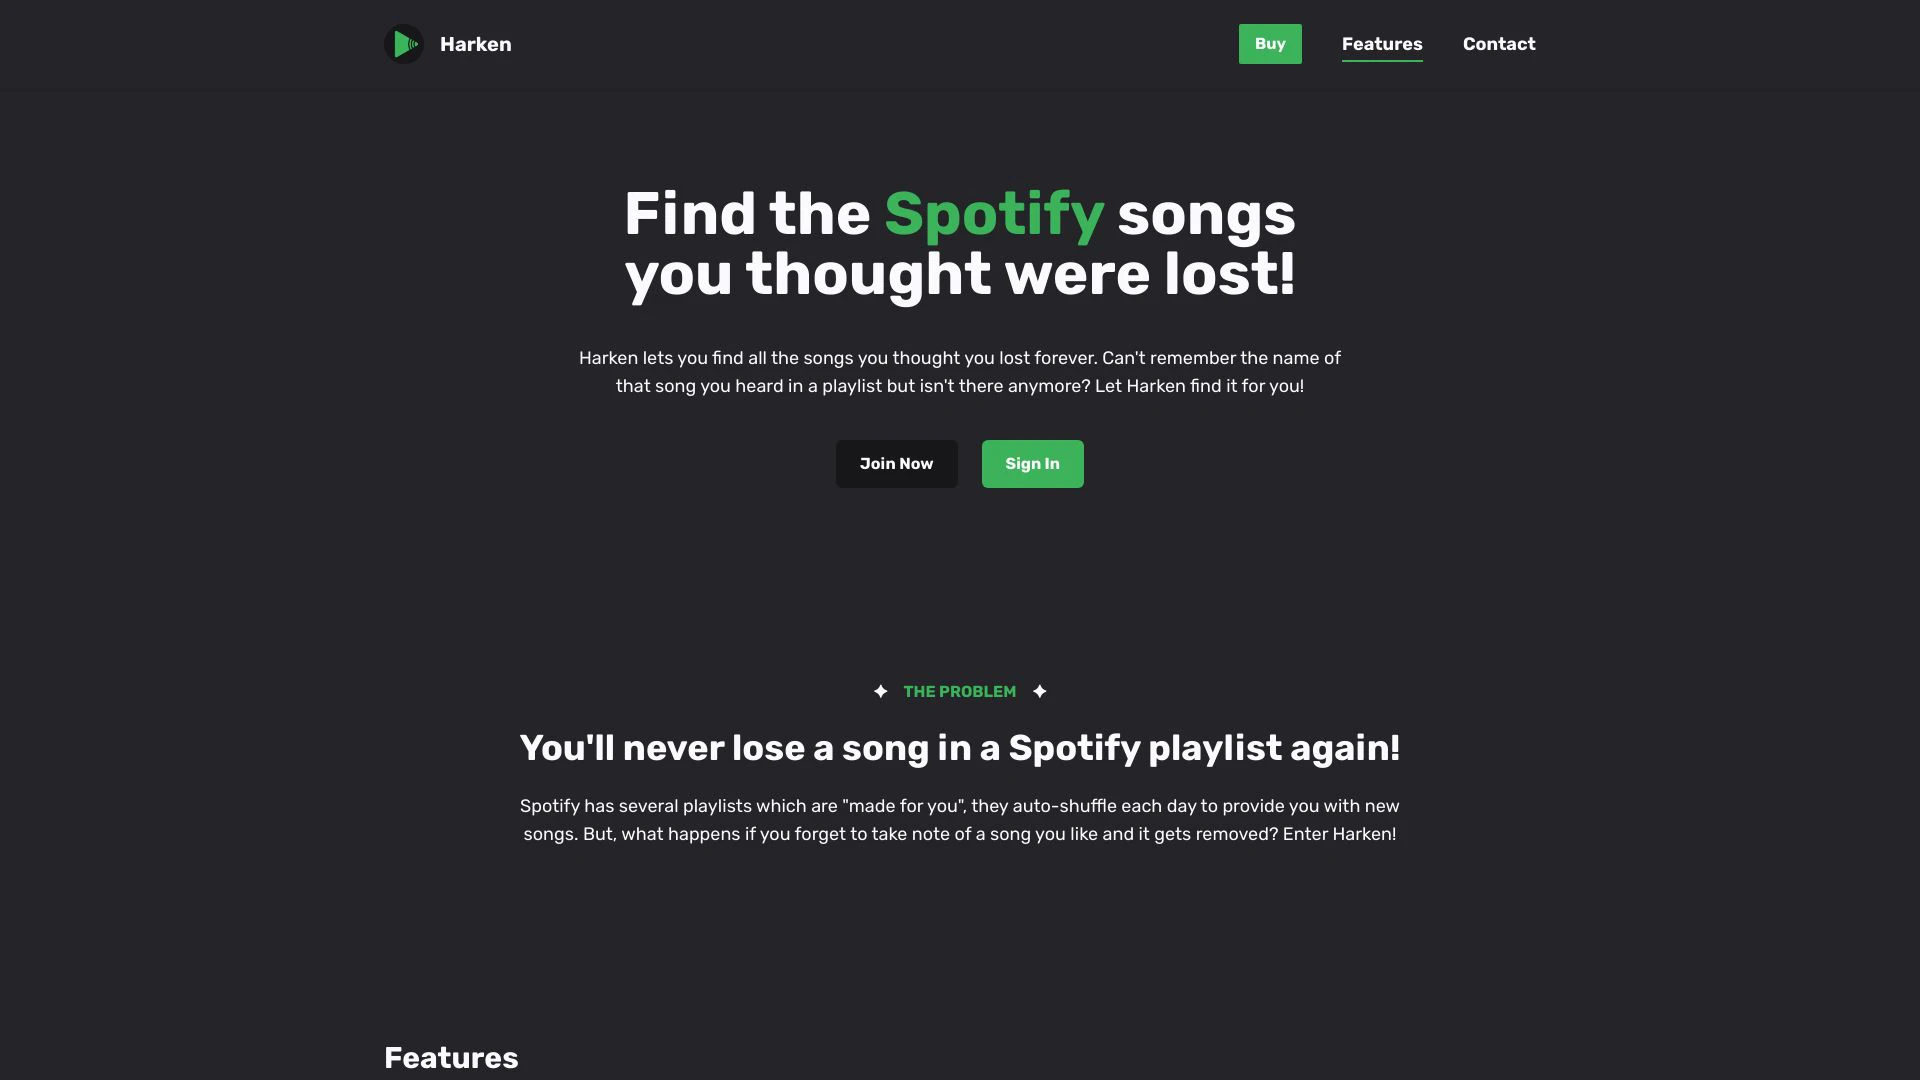 Harken
Buy
Features
Contact
Find the Spotify songs
you thought were lost!
Harken lets you find all the songs you thought you lost forever. Can't remember the name of
that song you heard in a playlist but isn't there anymore? Let Harken find it for you!
Join Now
Sign In
THE PROBLEM
You'll never lose a song in a Spotify playlist again!
Spotify has several playlists which are "made for you", they auto-shuffle each day to provide you with new
songs. But, what happens if you forget to take note of a song you like and it gets removed? Enter Harken!
Features